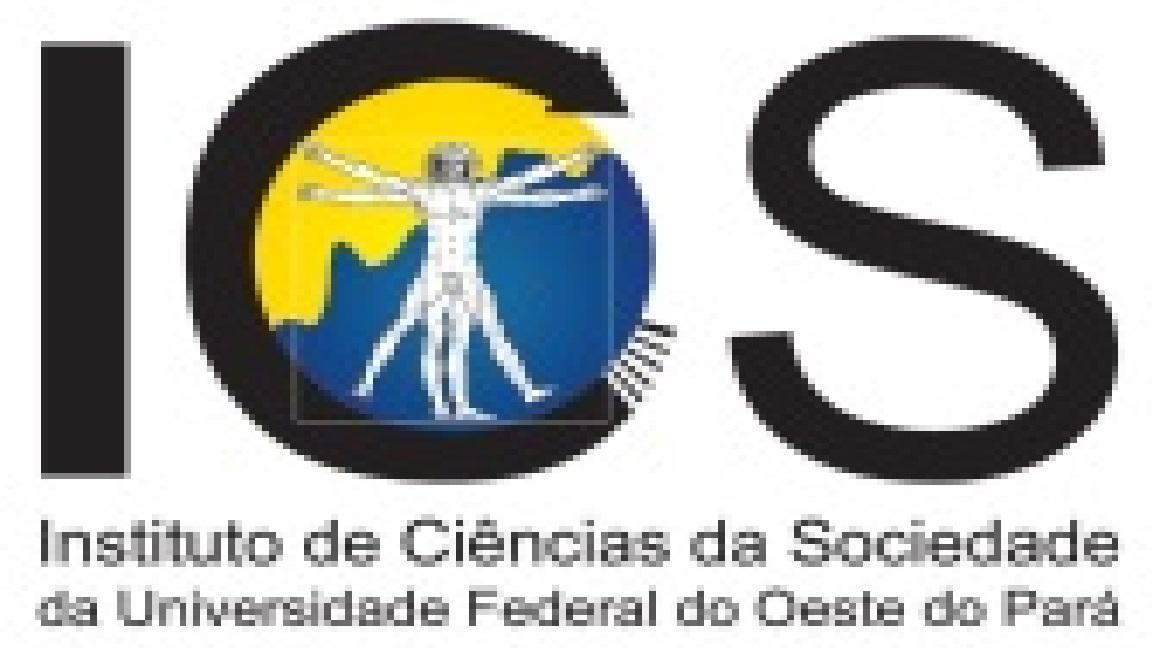 ICS
Instituto de Ciências da Sociedade
da Universidade Federal do Oeste do Pará